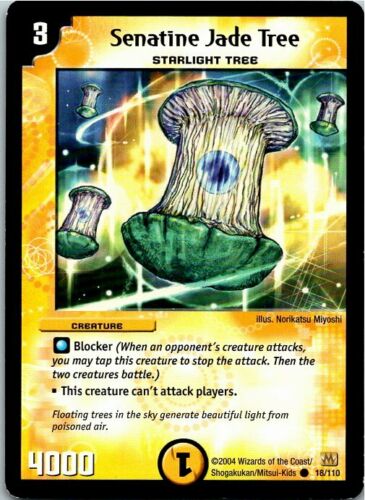 3
Senatine Jade Tree
STARLIGHT TREE
illus. Norikatsu Miyoshi
CREATURE
Blocker (When an opponent's creature attacks,
you may tap this creature to stop the attack. Then the
two creatures battle.)
▪ This creature can't attack players.
Floating trees in the sky generate beautiful light from
poisoned air.
4000
1
©2004 Wizards of the Coast/
Shogakukan/Mitsui-Kids ● 16/110